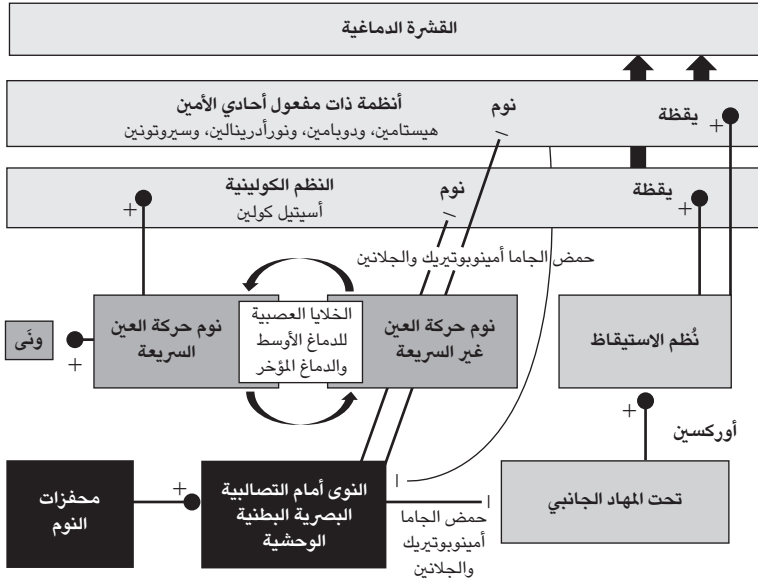 القشرة الدماغية
أنظمة ذات مفعول أحادي الأمين
هيستامين، ودوبامين، ونورأدرينالين، وسيروتونين
نوم
يقظة
+
النظم الكولينية
أسيتيل كولين
نوم
يقظة
+
+
حمض الجاما أمينوبوتيريك والجلانين
نُظم الاستيقاظ
نوم حركة العين
غير السريعة
الخلايا العصبية
للدماغ الأوسط
والدماغ المؤخر
نوم حركة العين
السريعة
ونَى
+
+
أوركسين
تحت المهاد الجانبي
النوى أمام التصالبية
البصرية البطنية
الوحشية
+
محفزات
النوم
حمض الجاما
أمينوبوتيريك
والجلانين